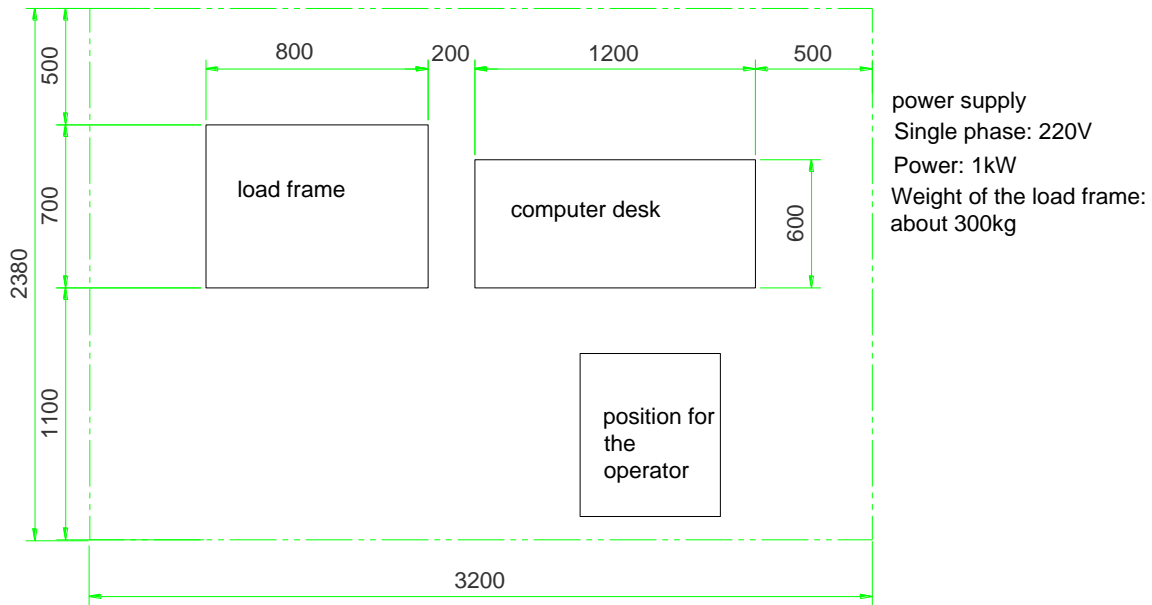 800
200
1200
500
500
power supply
Single phase: 220V
Power: 1kW
Weight of the load frame:
about 300kg
load frame
700
computer desk
600
2380
1100
position for
the
operator
3200